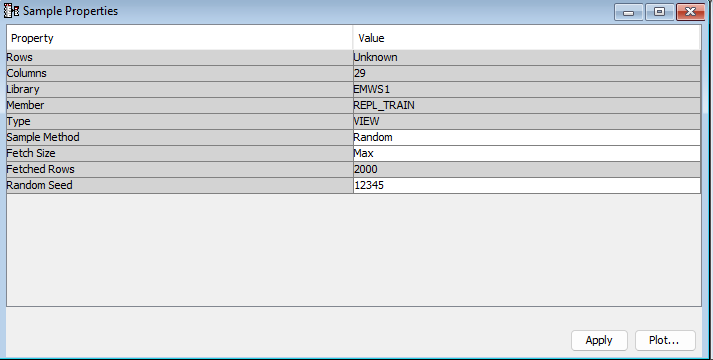 Sample Properties
Property Value
Rows Unknown
Columns 29
Library EMWS1
Member REPL_TRAIN
Type VIEW
Sample Method Random
Fetch Size Max
Fetched Rows 2000
Random Seed 12345
Apply Plot...